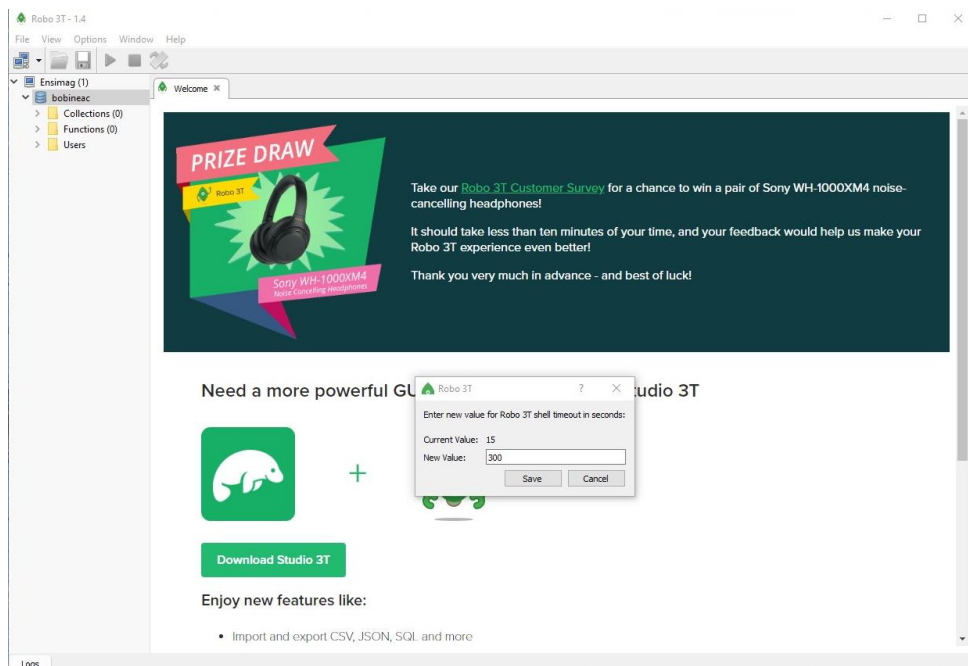 Robo 3T - 1.4
File View Options Window Help
Ensimag (1)
bobineac
Collections (0)
Functions (0)
Users
Welcome
PRIZE DRAW
Robo 3T
Sony WH-1000XM4
Noise Cancelling Headphones
Take our Robo 3T Customer Survey for a chance to win a pair of Sony WH-1000XM4 noise-
cancelling headphones!
It should take less than ten minutes of your time, and your feedback would help us make your
Robo 3T experience even better!
Thank you very much in advance - and best of luck!
Need a more powerful GU
udio 3T
Robo 3T
Enter new value for Robo 3T shell timeout in seconds:
Current Value: 15
New Value: 300
Save Cancel
Download Studio 3T
Enjoy new features like:
• Import and export CSV, JSON, SQL and more
Logs